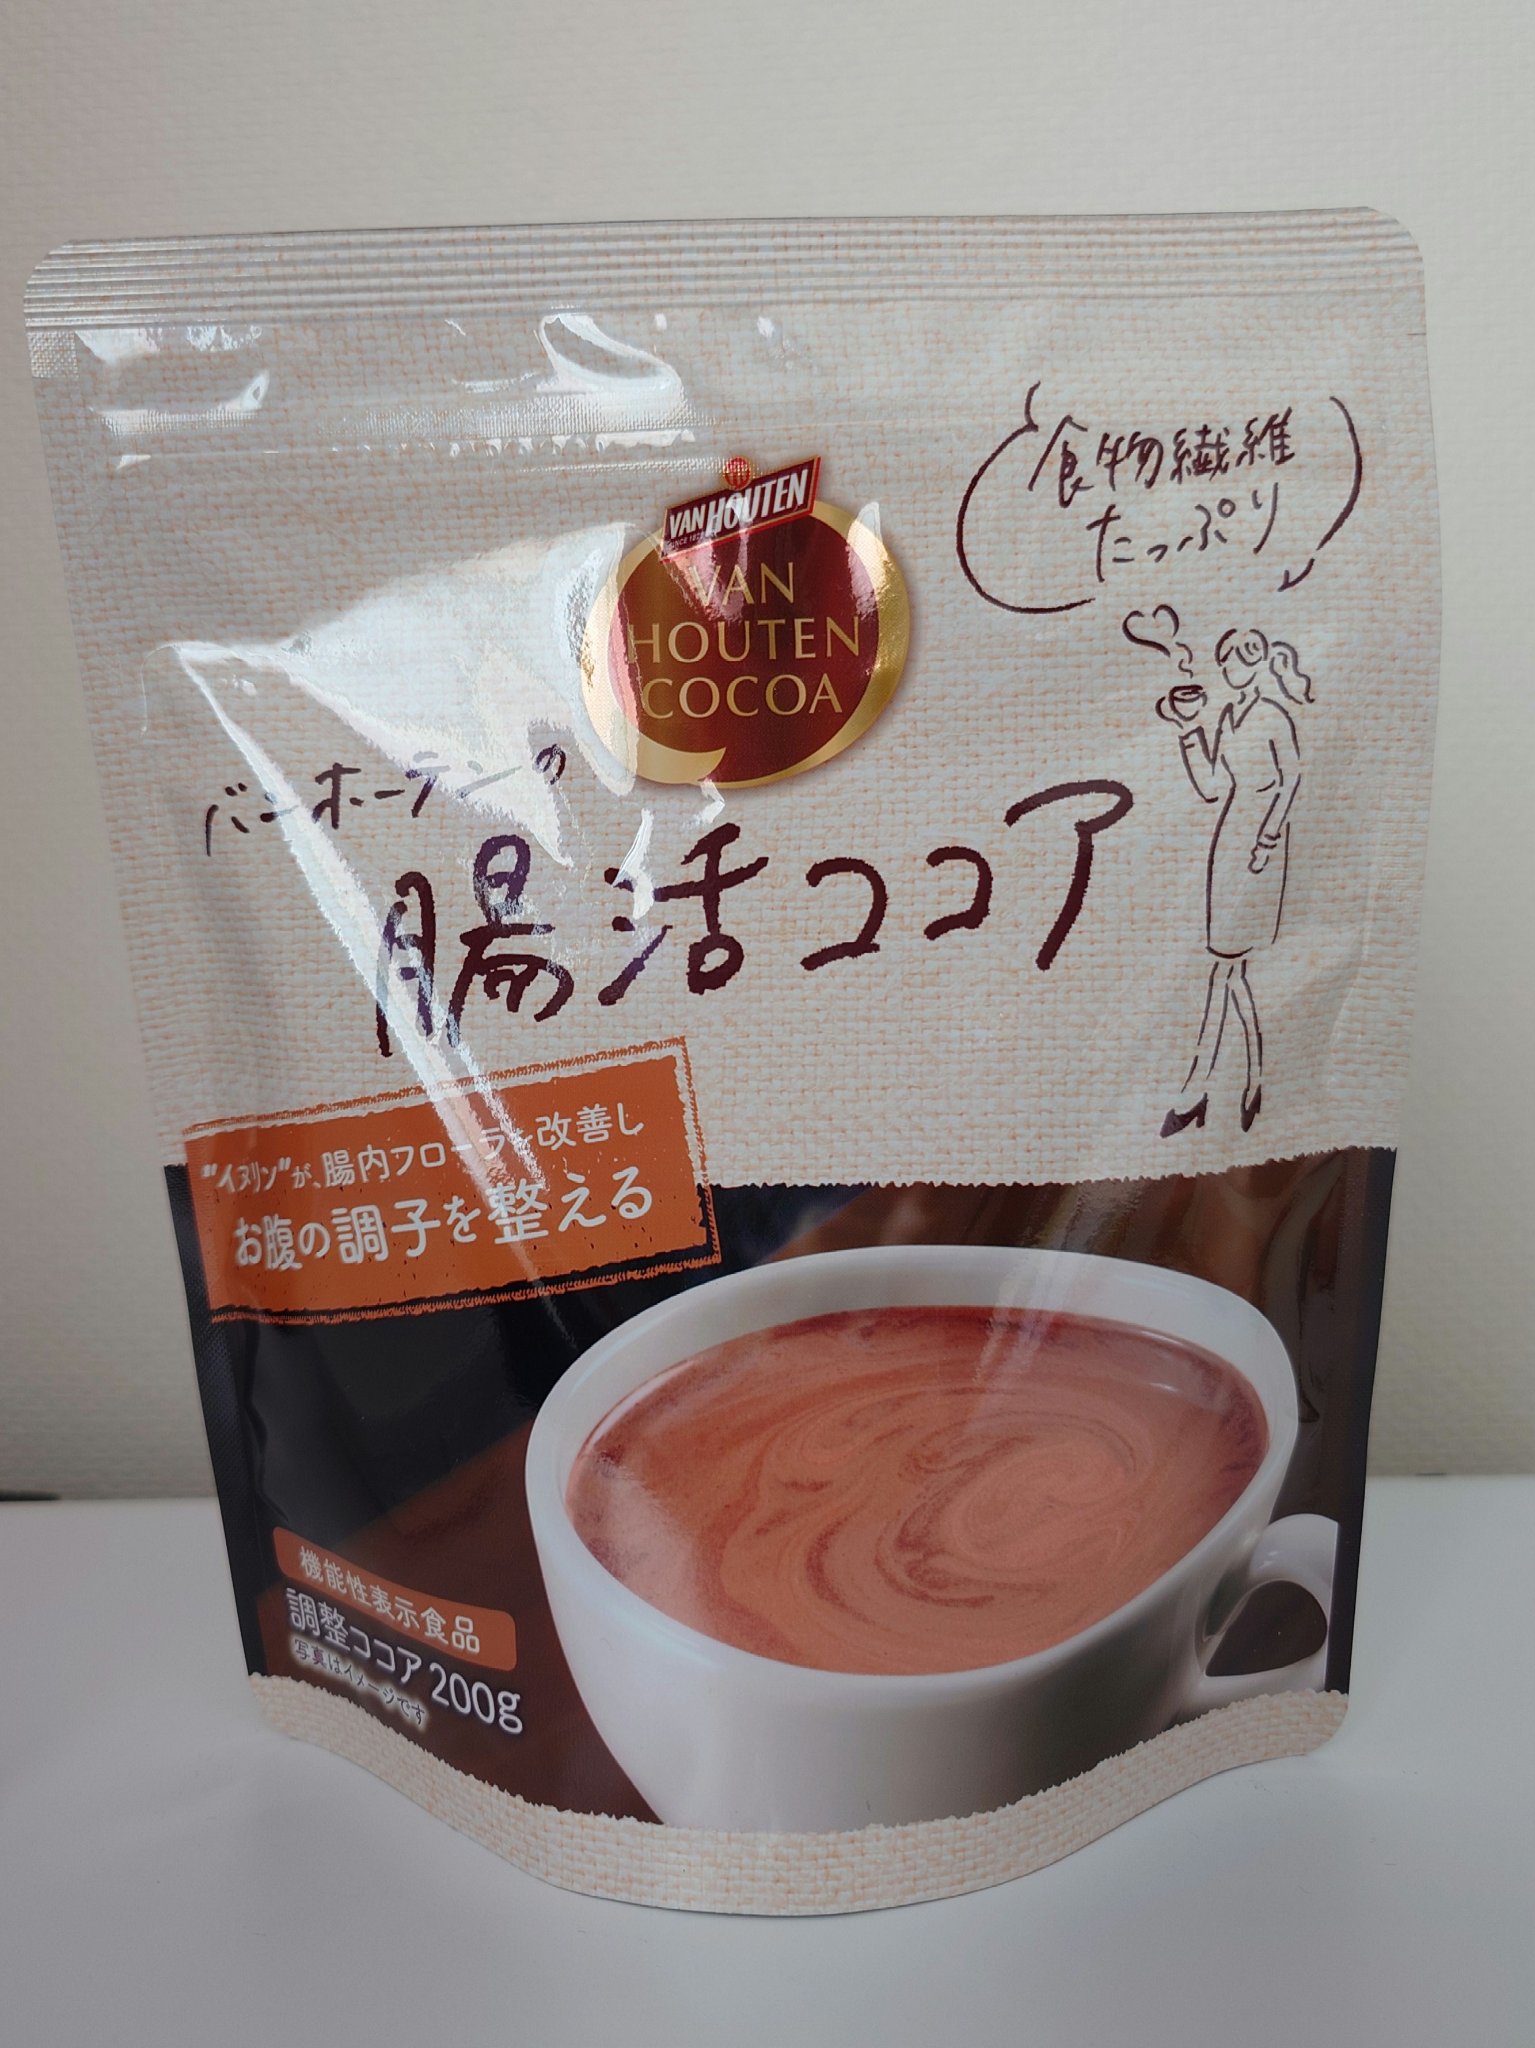 食物繊維
たっぷり
VAN HOUTEN
VAN
HOUTEN
COCOA
バンホーテンの
腸活ココア
"イヌリン"が、腸内フローラを改善し
お腹の調子を整える
機能性表示食品
調整ココア 200g
写真はイメージです